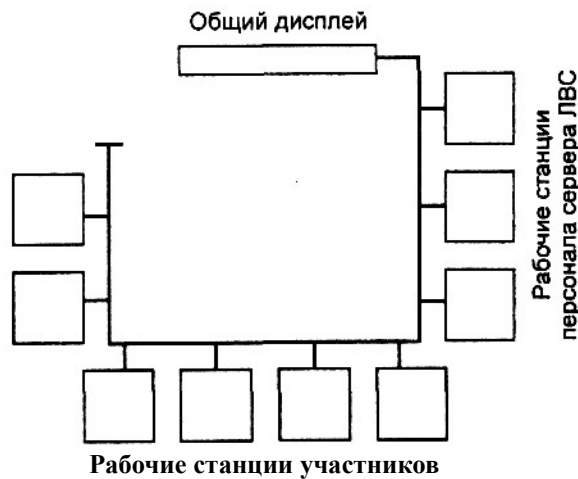 Общий дисплей
Рабочие станции
персонала сервера ЛВС
Рабочие станции участников